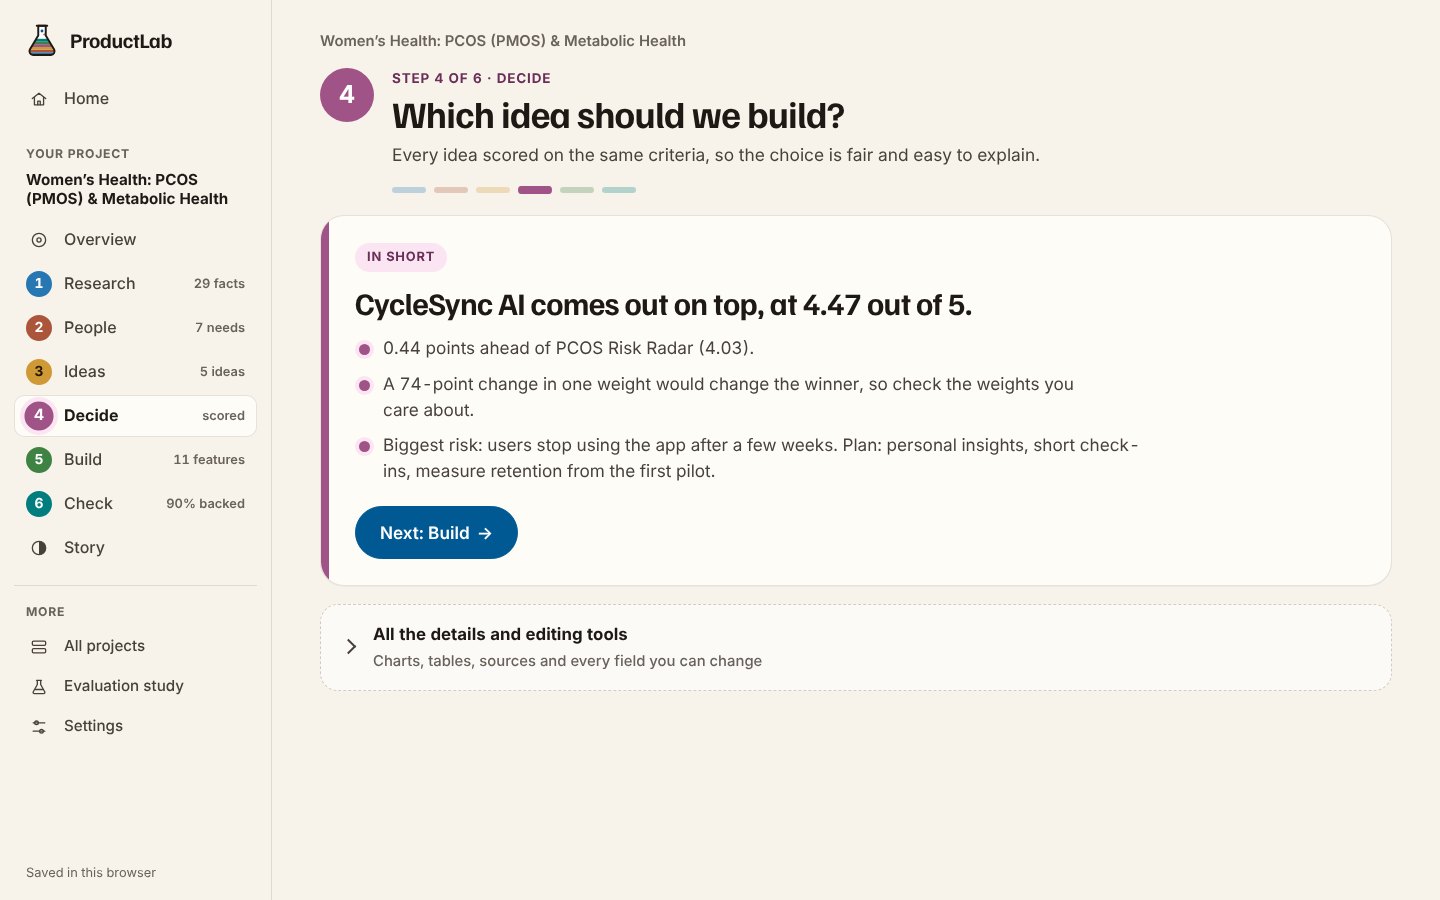 ProductLab
Home
YOUR PROJECT
Women's Health: PCOS
(PMOS) & Metabolic Health
Overview
1 Research 29 facts
2 People 7 needs
3 Ideas 5 ideas
4 Decide scored
5 Build 11 features
6 Check 90% backed
Story
MORE
All projects
Evaluation study
Settings
Saved in this browser
Women's Health: PCOS (PMOS) & Metabolic Health
4
STEP 4 OF 6 · DECIDE
Which idea should we build?
Every idea scored on the same criteria, so the choice is fair and easy to explain.
IN SHORT
CycleSync AI comes out on top, at 4.47 out of 5.
0.44 points ahead of PCOS Risk Radar (4.03).
A 74-point change in one weight would change the winner, so check the weights you
care about.
Biggest risk: users stop using the app after a few weeks. Plan: personal insights, short check-
ins, measure retention from the first pilot.
Next: Build →
All the details and editing tools
Charts, tables, sources and every field you can change